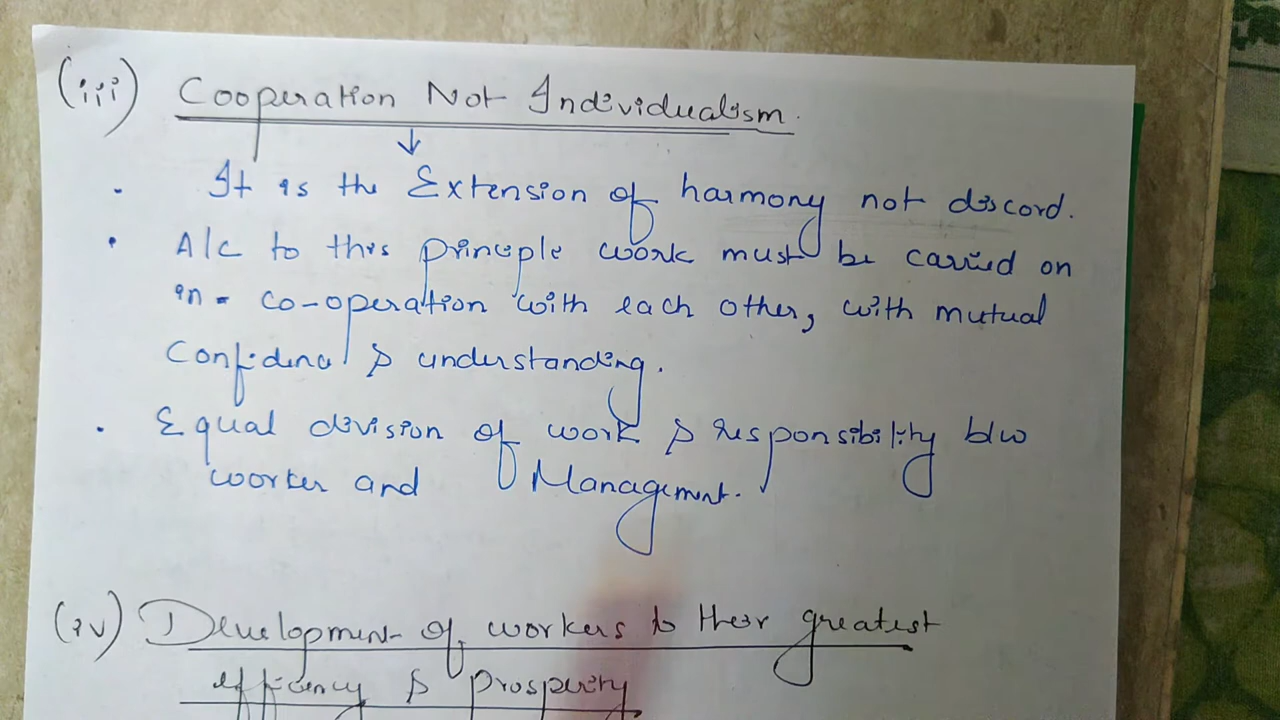 (iii) Cooperation Not Individualism.
↓
• It is the Extension of harmony not discord.
• A/c to this principle work must be carried on
in - co-operation with each other, with mutual
Confidence & understanding.
• Equal division of work & responsibility b/w
worker and Management.
(iv) Development of workers to their greatest
efficiency & prosperity